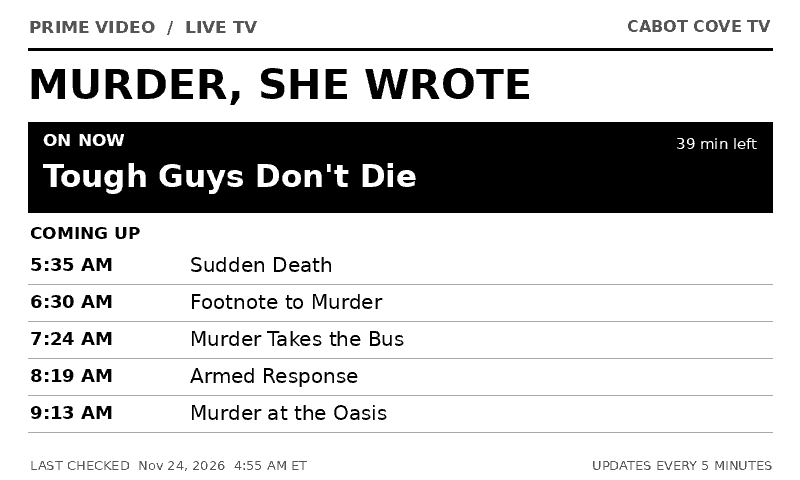 PRIME VIDEO / LIVE TV CABOT COVE TV
MURDER, SHE WROTE
ON NOW 39 min left
Tough Guys Don't Die
COMING UP
5:35 AM Sudden Death
6:30 AM Footnote to Murder
7:24 AM Murder Takes the Bus
8:19 AM Armed Response
9:13 AM Murder at the Oasis
LAST CHECKED Nov 24, 2026 4:55 AM ET UPDATES EVERY 5 MINUTES